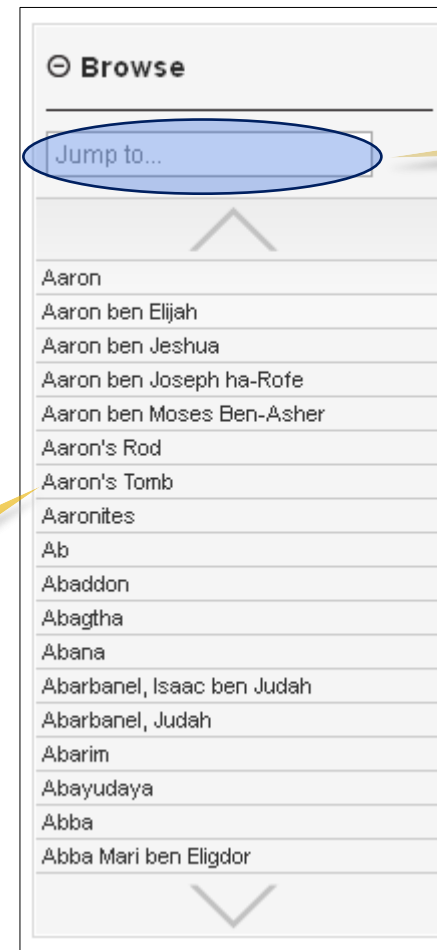 Browse
Jump to...
Aaron
Aaron ben Elijah
Aaron ben Jeshua
Aaron ben Joseph ha-Rofe
Aaron ben Moses Ben-Asher
Aaron's Rod
Aaron's Tomb
Aaronites
Ab
Abaddon
Abagtha
Abana
Abarbanel, Isaac ben Judah
Abarbanel, Judah
Abarim
Abayudaya
Abba
Abba Mari ben Eligdor